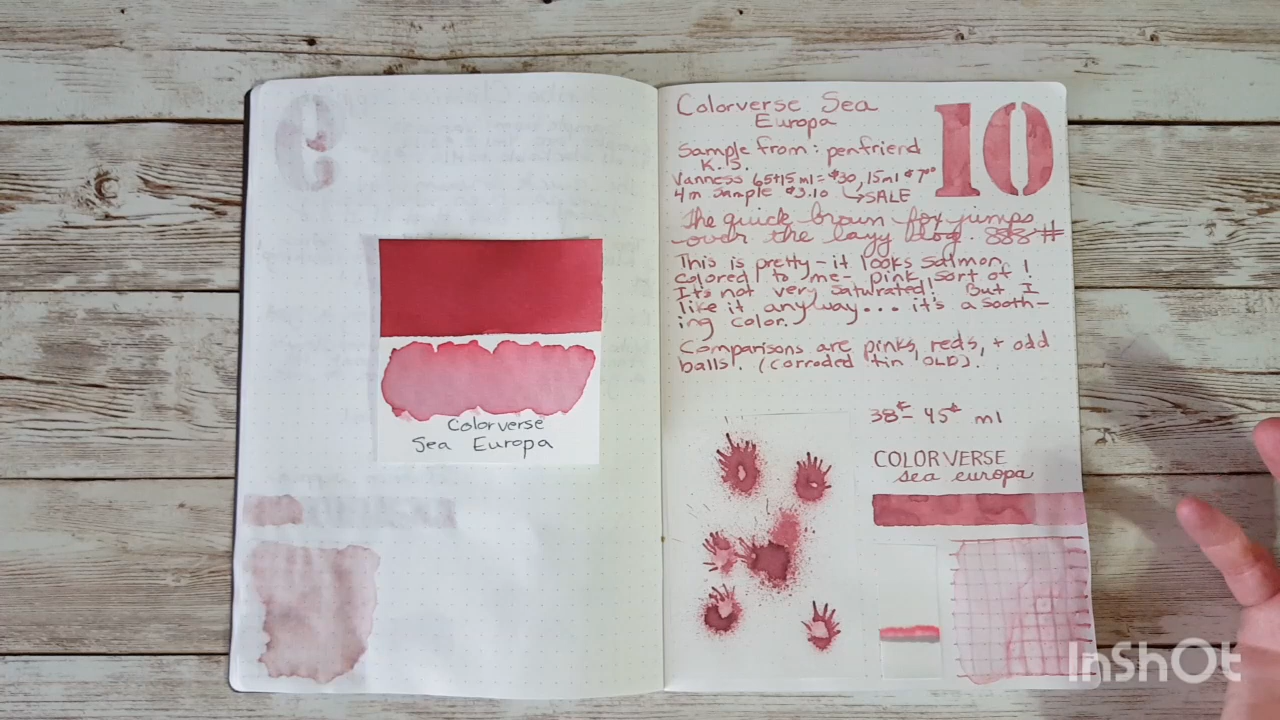 Colorverse
Sea Europa
Colorverse Sea
Europa
10
Sample from: penfriend
K.S.
Vanness 65+15 ml = $30, 15ml $7⁰⁰
4m sample $3.10 ↳SALE
The quick brown fox jumps
over the lazy blog. 888 #
This is pretty - it looks salmon
colored to me - pink, sort of!
It's not very saturated! But I
like it anyway... it's a sooth-
ing color.
Comparisons are pinks, reds, + odd
balls! (corroded tin OLD).
38¢ - 45¢ ml
COLORVERSE
sea europa
InShOt